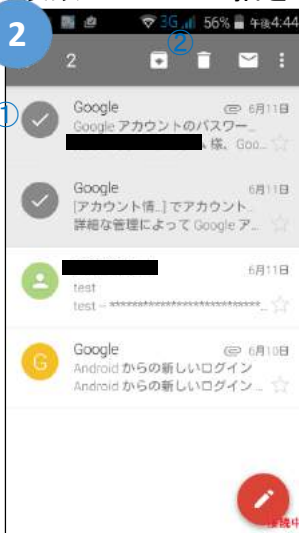 2
3G 56% 午後4:44
2 ②
①
Google 6月11日
Google アカウントのパスワー...
様、Goo...
Google 6月11日
[アカウント情...] でアカウント...
詳細な管理によって Google ア...
6月11日
test
test – ****************************...
G
Google 6月10日
Android からの新しいログイン
Android からの新しいログイン ...
接続中